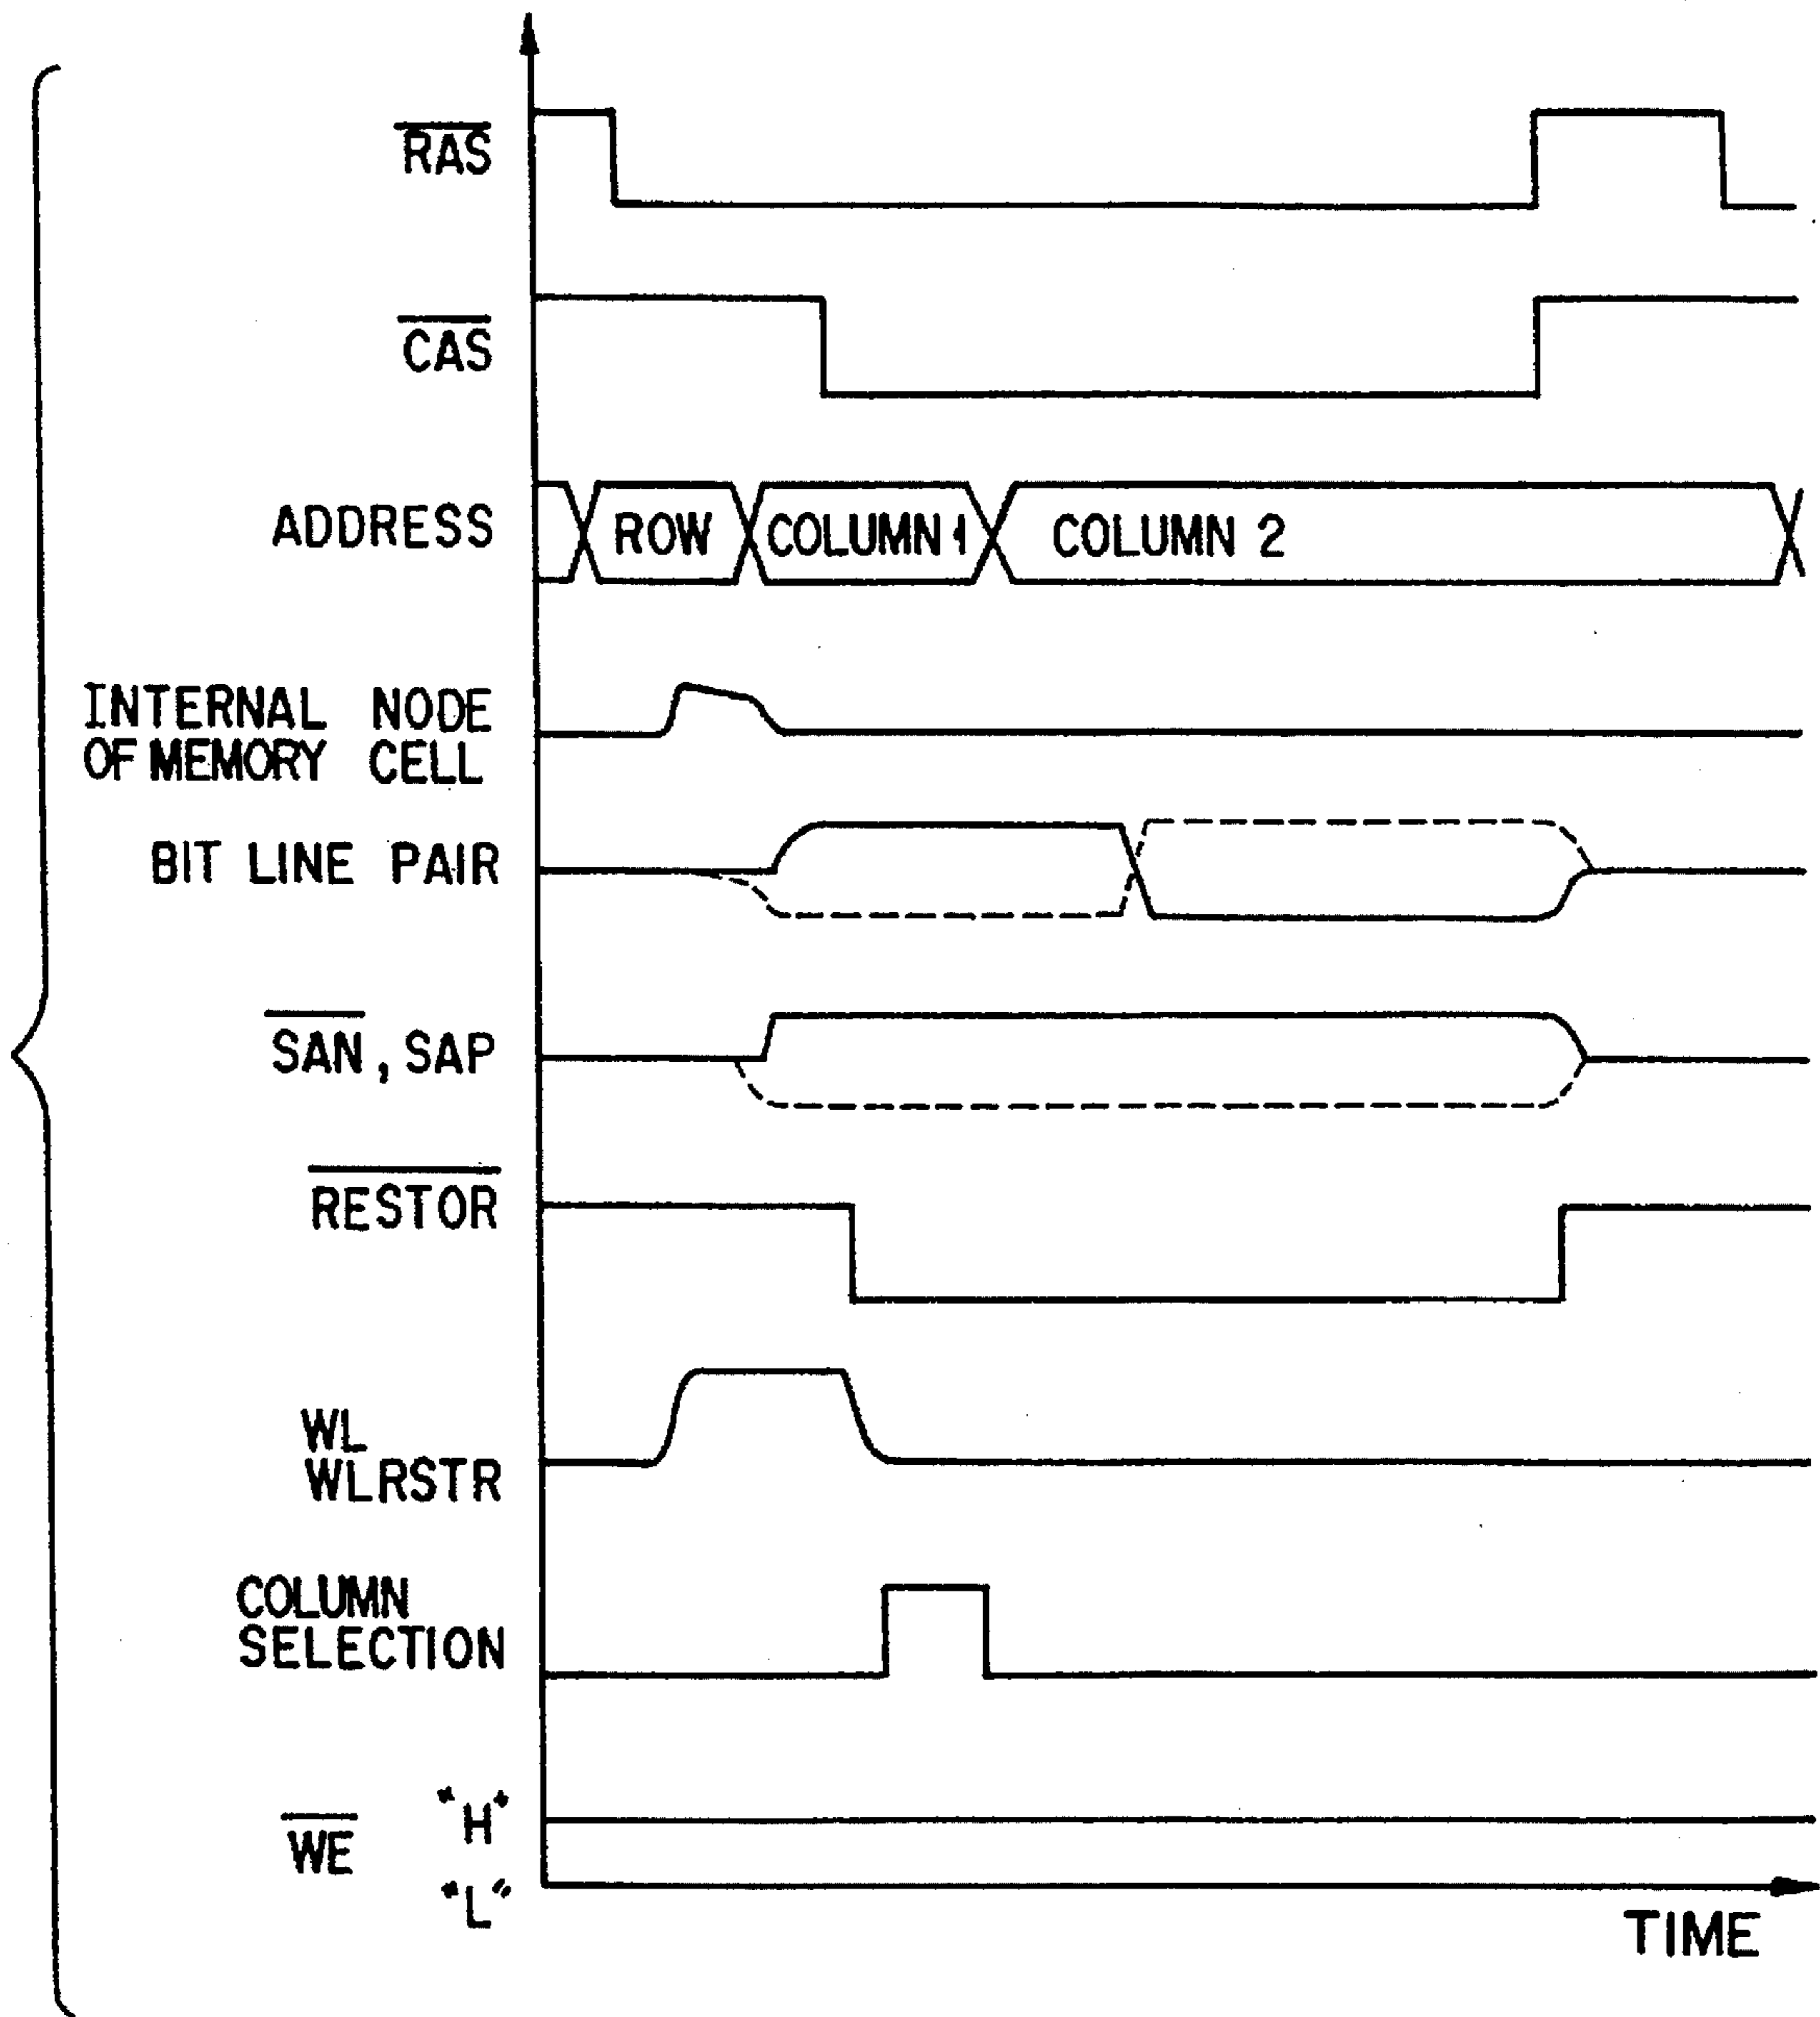 RAS
CAS
ADDRESS
ROW
COLUMN 1
COLUMN 2
INTERNAL NODE
OF MEMORY CELL
BIT LINE PAIR
SAN, SAP
RESTOR
WL
WLRSTR
COLUMN
SELECTION
WE
"H"
"L"
TIME